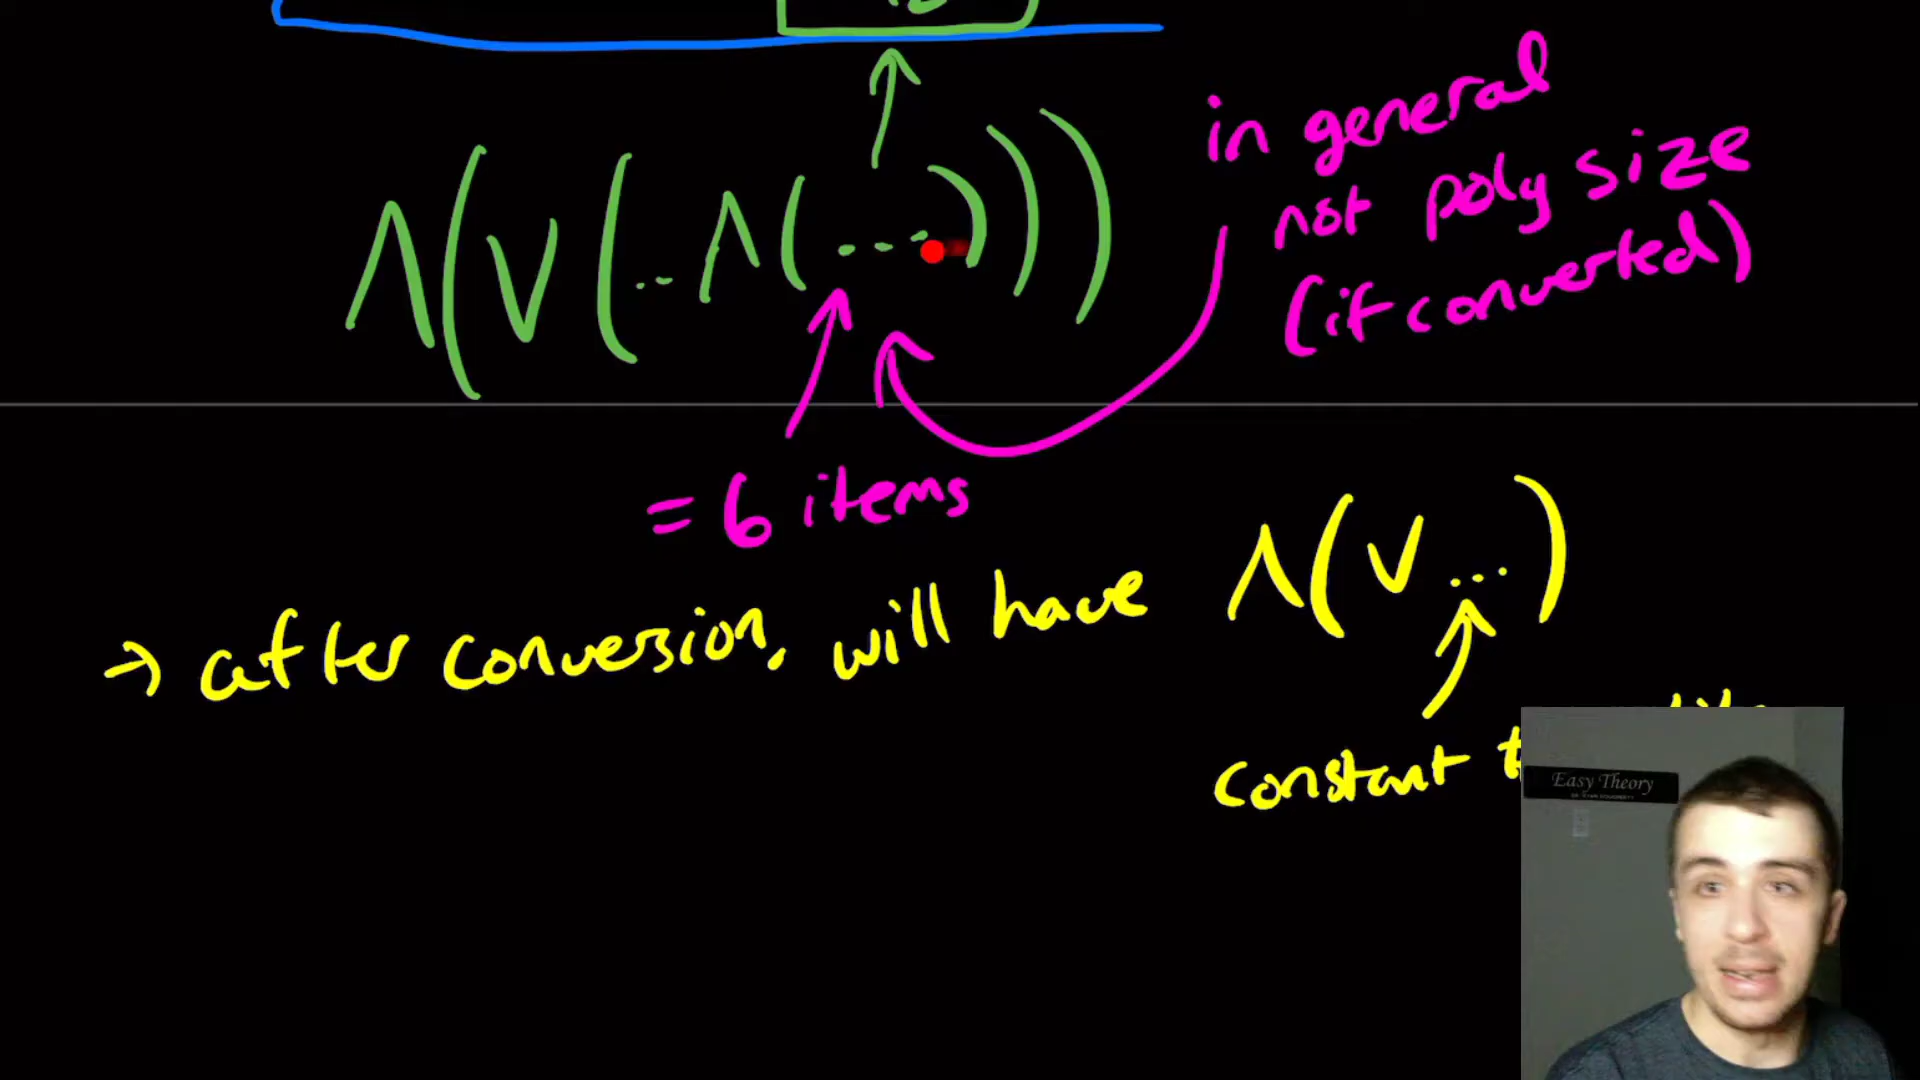 ∧(∨(..∧(...)))
in general
not poly size
(if converted)
= 6 items
→ after conversion, will have ∧(∨...)
constant
Easy Theory